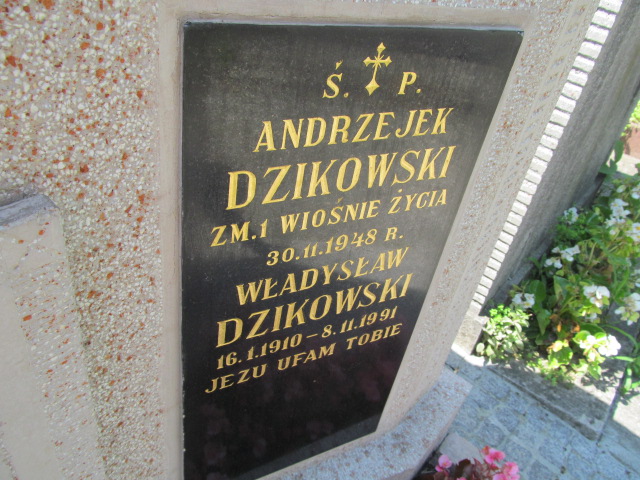 Ś. P.
ANDRZEJEK
DZIKOWSKI
ZM. 1 WIOŚNIE ŻYCIA
30.11.1948 R.
WŁADYSŁAW
DZIKOWSKI
16.1.1910 – 8.11.1991
JEZU UFAM TOBIE